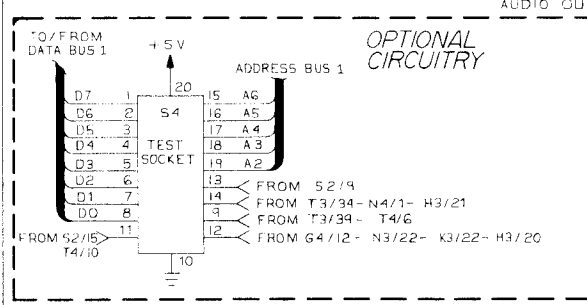 AUDIO OU
TO/FROM
DATA BUS 1
+5V
OPTIONAL
CIRCUITRY
ADDRESS BUS 1
20
D7 1 S4 15 A6
D6 2 16 A5
D5 3 TEST 17 A4
D4 4 SOCKET 18 A3
D3 5 19 A2
D2 6 13 FROM S2/9
D1 7 14 FROM T3/34-N4/1-H3/21
D0 8 9 FROM T3/39-T4/6
FROM S2/15 11 12 FROM G4/12-N3/22-K3/22-H3/20
T4/10
10